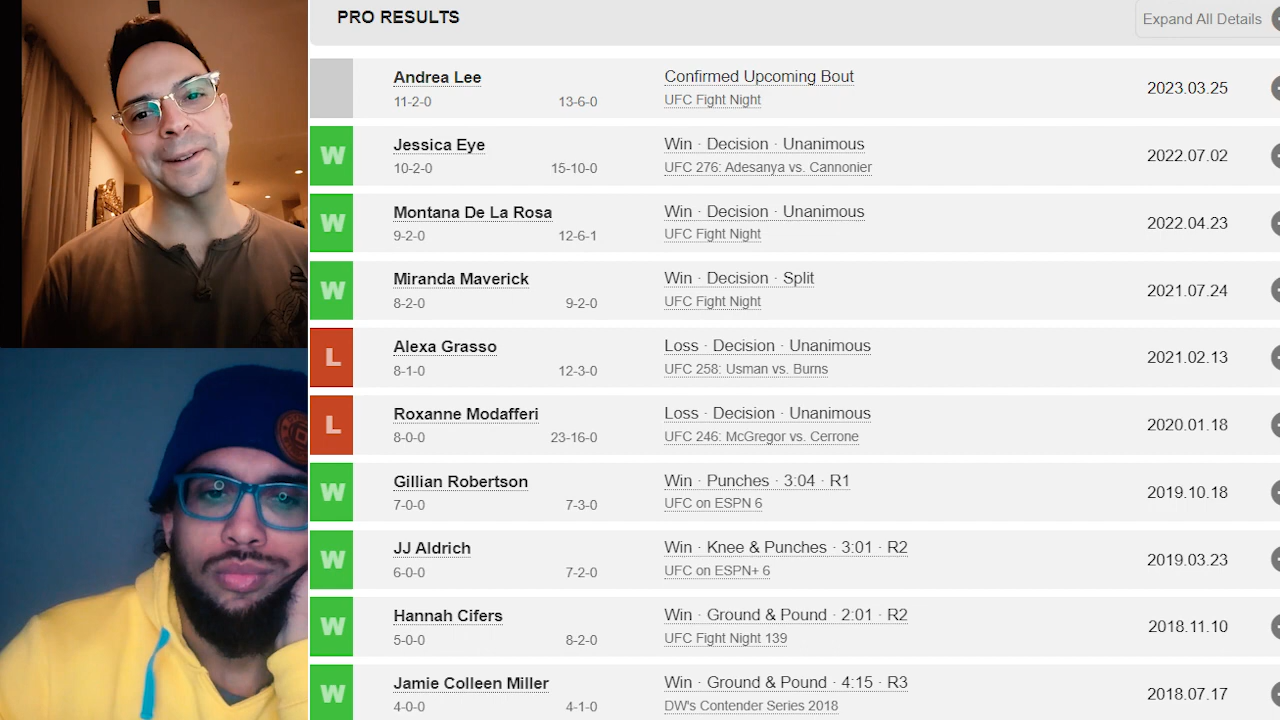 PRO RESULTS
Expand All Details
Andrea Lee
Confirmed Upcoming Bout
11-2-0
13-6-0
UFC Fight Night
2023.03.25
W
Jessica Eye
Win · Decision · Unanimous
10-2-0
15-10-0
UFC 276: Adesanya vs. Cannonier
2022.07.02
W
Montana De La Rosa
Win · Decision · Unanimous
9-2-0
12-6-1
UFC Fight Night
2022.04.23
W
Miranda Maverick
Win · Decision · Split
8-2-0
9-2-0
UFC Fight Night
2021.07.24
L
Alexa Grasso
Loss · Decision · Unanimous
8-1-0
12-3-0
UFC 258: Usman vs. Burns
2021.02.13
L
Roxanne Modafferi
Loss · Decision · Unanimous
8-0-0
23-16-0
UFC 246: McGregor vs. Cerrone
2020.01.18
W
Gillian Robertson
Win · Punches · 3:04 · R1
7-0-0
7-3-0
UFC on ESPN 6
2019.10.18
W
JJ Aldrich
Win · Knee & Punches · 3:01 · R2
6-0-0
7-2-0
UFC on ESPN+ 6
2019.03.23
W
Hannah Cifers
Win · Ground & Pound · 2:01 · R2
5-0-0
8-2-0
UFC Fight Night 139
2018.11.10
W
Jamie Colleen Miller
Win · Ground & Pound · 4:15 · R3
4-0-0
4-1-0
DW's Contender Series 2018
2018.07.17